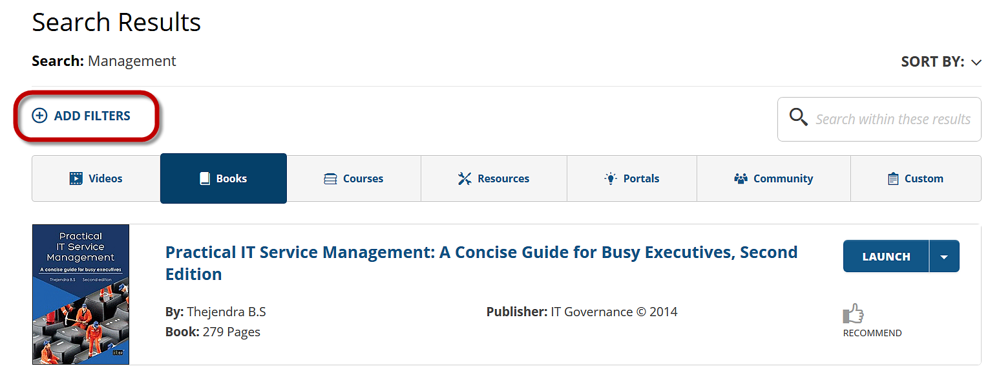 Search Results
Search: Management
SORT BY:
ADD FILTERS
Search within these results
Videos
Books
Courses
Resources
Portals
Community
Custom
Practical
IT Service
Management
A concise guide for busy executives
Thejendra B.S Second edition
Practical IT Service Management: A Concise Guide for Busy Executives, Second
Edition
LAUNCH
By: Thejendra B.S
Publisher: IT Governance © 2014
Book: 279 Pages
RECOMMEND